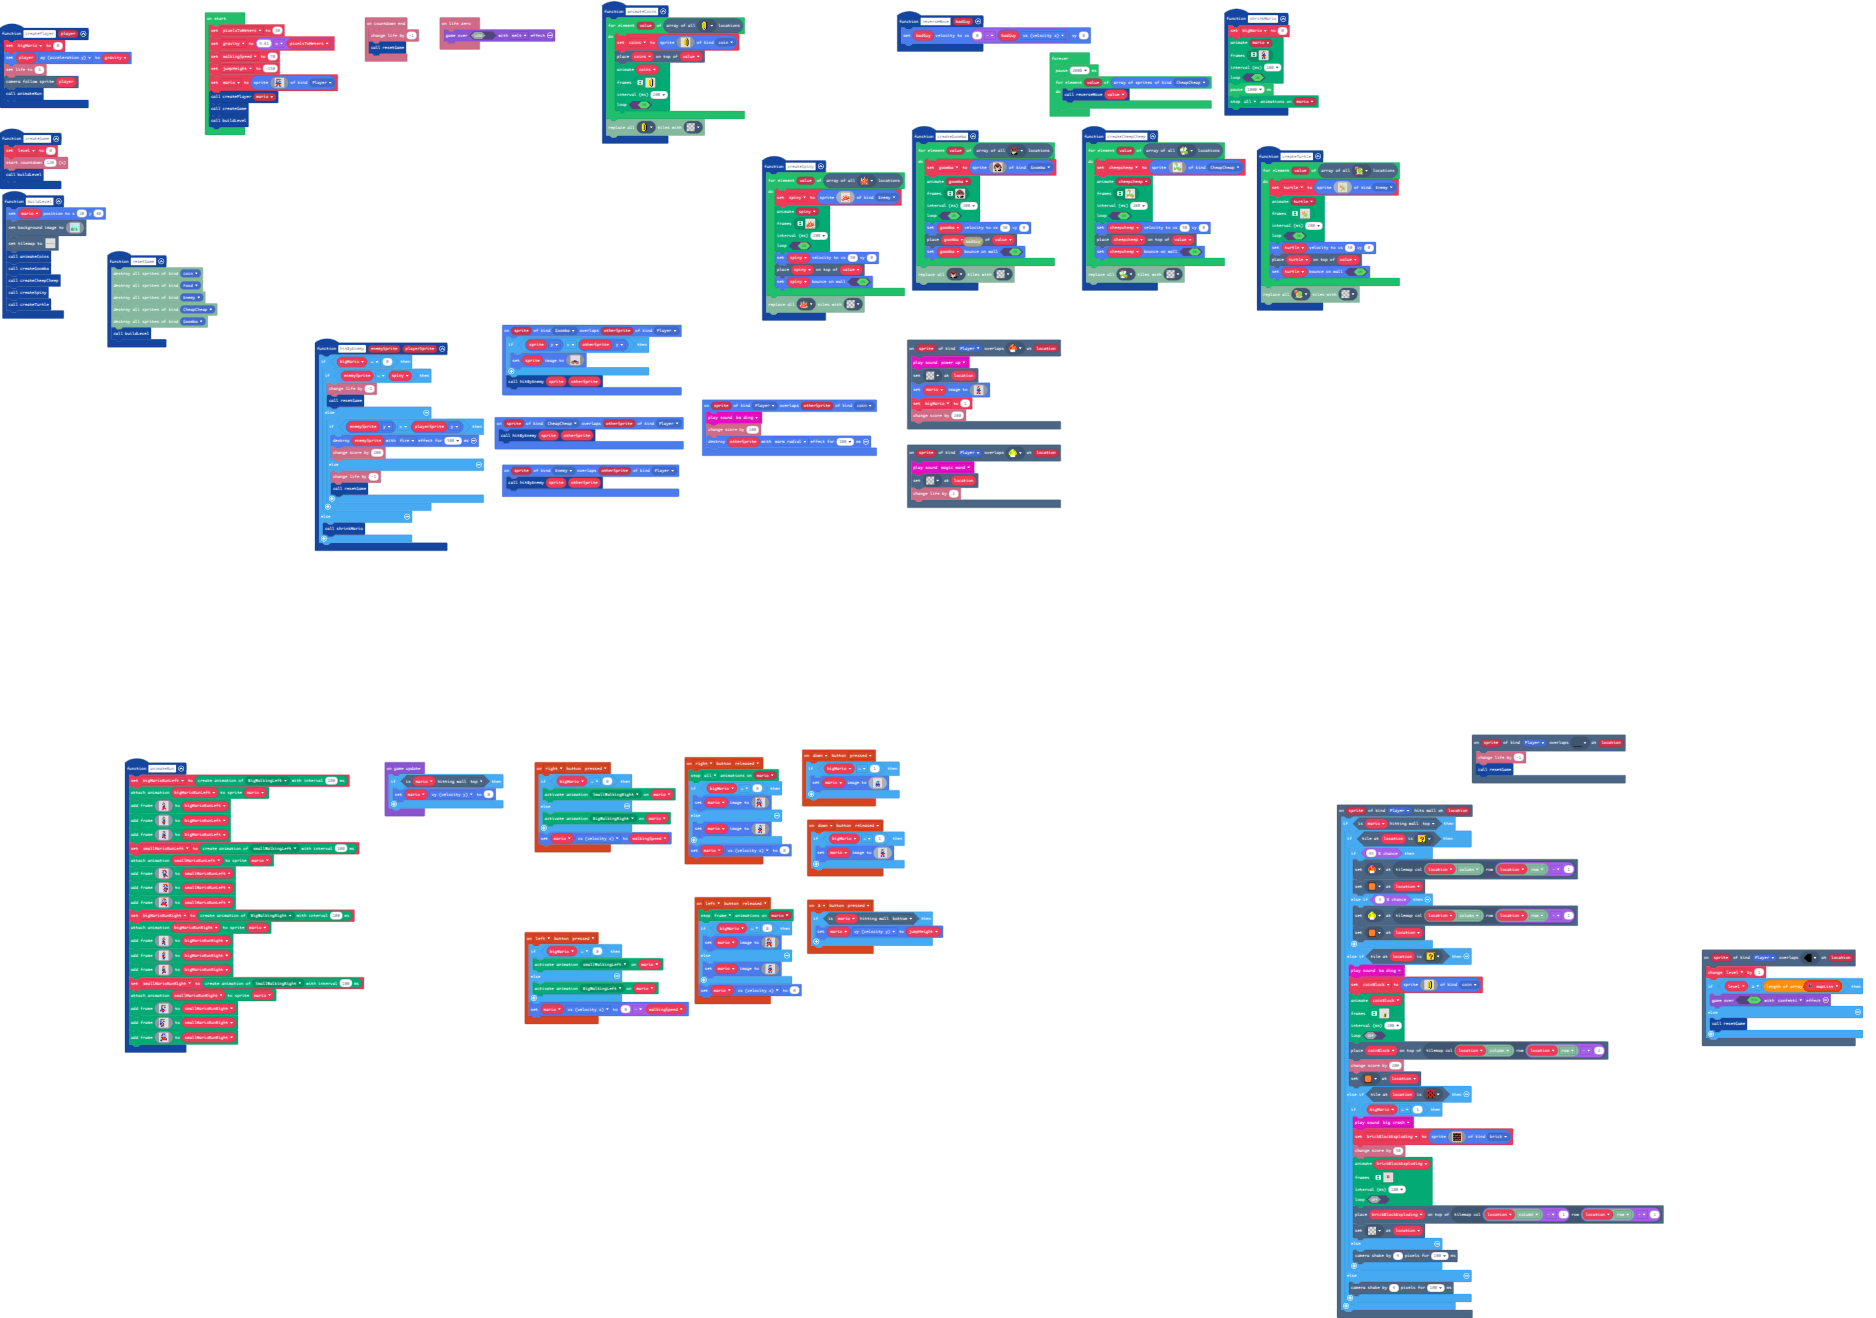 function createPlayer player
set bigMario to 0
set player ay (acceleration y) to gravity
set life to 3
camera follow sprite player
call animateRun
on start
set pixelsToMeters to 30
set gravity to 9.81 x pixelsToMeters
set walkingSpeed to 70
set jumpHeight to -150
set mario to sprite of kind Player
call createPlayer mario
call createGame
call buildLevel
on countdown end
change life by -1
call resetGame
on life zero
game over with melt effect
function animateCoins
for element value of array of all locations
do
set coins to sprite of kind coin
place coins on top of value
animate coins
frames
interval (ms) 200
loop
replace all tiles with
function reverseMove badGuy
set badGuy velocity to vx 0 - badGuy vx (velocity x) vy 0
forever
pause 2000 ms
for element value of array of sprites of kind CheapCheep
do call reverseMove value
function shrinkMario
set bigMario to 0
animate mario
frames
interval (ms) 100
loop
pause 1000 ms
stop all animations on mario
function createGame
set level to 0
start countdown 120 (s)
call buildLevel
function buildLevel
set mario position to x 20 y
set background image to
set tilemap to
call animateCoins
call createGoomba
call createCheapCheep
call createSpiny
call createTurtle
function resetGame
destroy all sprites of kind coin
destroy all sprites of kind Food
destroy all sprites of kind Enemy
destroy all sprites of kind CheapCheep
destroy all sprites of kind Goomba
call buildLevel
function createSpiny
for element value of array of all locations
do
set spiny to sprite of kind Enemy
animate spiny
frames
interval (ms) 200
loop
set spiny velocity to vx 50 vy 0
place spiny on top of value
set spiny bounce on wall
replace all tiles with
function createGoomba
for element value of array of all locations
do
set goomba to sprite of kind Goomba
animate goomba
frames
interval (ms) 200
loop
set goomba velocity to vx 50 vy 0
place goomba of value
set goomba bounce on wall
replace all tiles with
function createCheapCheep
for element value of array of all locations
do
set cheapcheep to sprite of kind CheapCheep
animate cheapcheep
frames
interval (ms) 200
loop
set cheapcheep velocity to vx 50 vy 0
place cheapcheep on top of value
set cheapcheep bounce on wall
replace all tiles with
function createTurtle
for element value of array of all locations
do
set turtle to sprite of kind Enemy
animate turtle
frames
interval (ms) 200
loop
set turtle velocity to vx 50 vy 0
place turtle on top of value
set turtle bounce on wall
replace all tiles with
function hitByEnemy enemySprite playerSprite
if bigMario = 0 then
if enemySprite = spiny then
change life by -1
call resetGame
else
if enemySprite y playerSprite y then
destroy enemySprite with fire effect for 500 ms
change score by 200
else
change life by -1
call resetGame
else
call shrinkMario
on sprite of kind Goomba overlaps otherSprite of kind Player
if sprite y otherSprite y then
set sprite image to
call hitByEnemy sprite otherSprite
on sprite of kind CheapCheep overlaps otherSprite of kind Player
call hitByEnemy sprite otherSprite
on sprite of kind Enemy overlaps otherSprite of kind Player
call hitByEnemy sprite otherSprite
on sprite of kind Player overlaps otherSprite of kind coin
play sound ba ding
change score by 100
destroy otherSprite with warm radial effect for 200 ms
on sprite of kind Player overlaps at location
play sound power up
set at location
set mario image to
set bigMario to 1
change score by 200
on sprite of kind Player overlaps at location
play sound magic wand
set at location
change life by 1
function animateRun
set bigMarioRunLeft to create animation of BigWalkingLeft with interval 100 ms
attach animation bigMarioRunLeft to sprite mario
add frame to bigMarioRunLeft
add frame to bigMarioRunLeft
add frame to bigMarioRunLeft
set smallMarioRunLeft to create animation of smallWalkingLeft with interval 100 ms
attach animation smallMarioRunLeft to sprite mario
add frame to smallMarioRunLeft
add frame to smallMarioRunLeft
add frame to smallMarioRunLeft
set bigMarioRunRight to create animation of BigWalkingRight with interval 100 ms
attach animation bigMarioRunRight to sprite mario
add frame to bigMarioRunRight
add frame to bigMarioRunRight
add frame to bigMarioRunRight
set smallMarioRunRight to create animation of SmallWalkingRight with interval 100 ms
attach animation smallMarioRunRight to sprite mario
add frame to smallMarioRunRight
add frame to smallMarioRunRight
add frame to smallMarioRunRight
on game update
if is mario hitting wall top then
set mario vy (velocity y) to 0
on right button pressed
if bigMario = 0 then
activate animation SmallWalkingRight on mario
else
activate animation BigWalkingRight on mario
set mario vx (velocity x) to walkingSpeed
on right button released
stop all animations on mario
if bigMario = 0 then
set mario image to
else
set mario image to
set mario vx (velocity x) to 0
on down button pressed
if bigMario = 1 then
set mario image to
on down button released
if bigMario = 1 then
set mario image to
on left button pressed
if bigMario = 0 then
activate animation smallWalkingLeft on mario
else
activate animation BigWalkingLeft on mario
set mario vx (velocity x) to 0 - walkingSpeed
on left button released
stop frame animations on mario
if bigMario = 0 then
set mario image to
else
set mario image to
set mario vx (velocity x) to 0
on A button pressed
if is mario hitting wall bottom then
set mario vy (velocity y) to jumpHeight
on sprite of kind Player overlaps at location
change life by -1
call resetGame
on sprite of kind Player hits wall at location
if is mario hitting wall top then
if tile at location is then
if % chance then
set at tilemap col location column row location row - 1
set at location
else if % chance then
set at tilemap col location column row location row - 1
set at location
else if tile at location is then
play sound ba ding
set coinBlock to sprite of kind coin
animate coinBlock
frames
interval (ms) 100
loop
place coinBlock on top of tilemap col location column row location row -
change score by 200
set at location
else if tile at location is then
if bigMario = 1 then
play sound big crash
set brickBlockExploding to sprite of kind brick
change score by 50
animate brickBlockExploding
frames
interval (ms) 100
loop
place brickBlockExploding on top of tilemap col location column row location row
set at location
else
camera shake by 4 pixels for 100 ms
else
camera shake by pixels for ms
on sprite of kind Player overlaps at location
change level by 1
if level length of array mapList then
game over with confetti effect
else
call resetGame